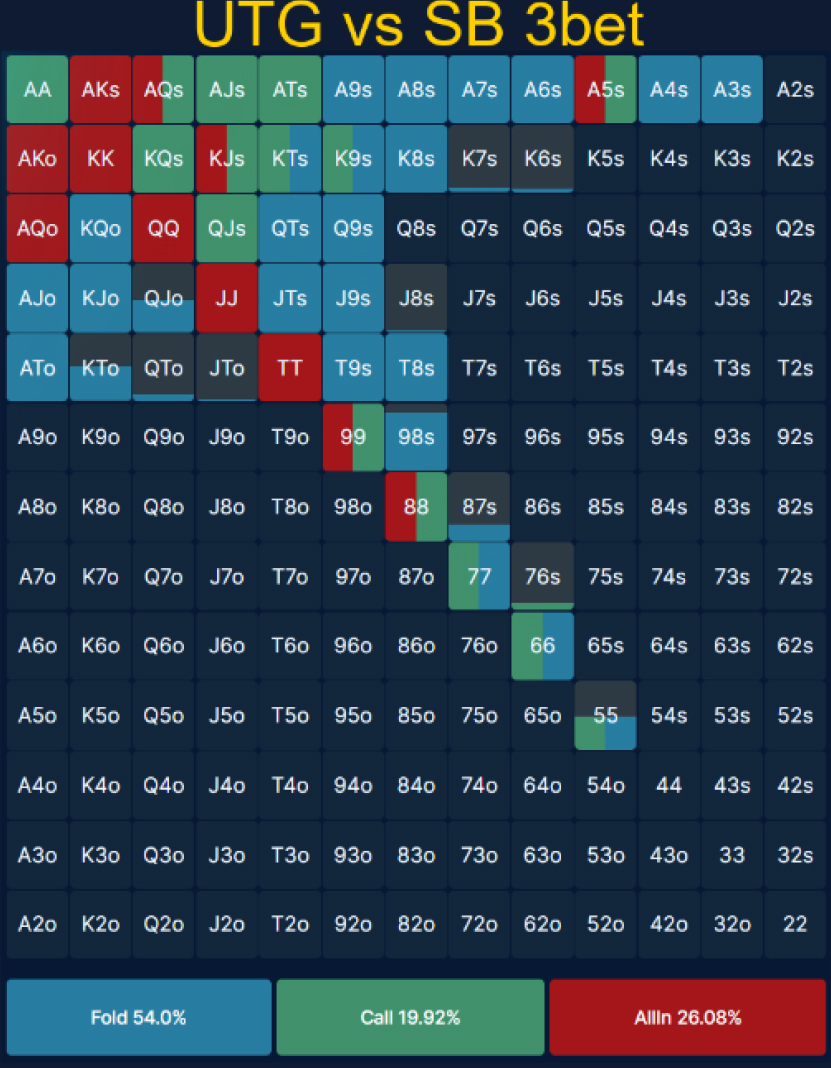 UTG vs SB 3bet
AA AKs AQs AJs ATs A9s A8s A7s A6s A5s A4s A3s A2s
AKo KK KQs KJs KTs K9s K8s K7s K6s K5s K4s K3s K2s
AQo KQo QQ QJs QTs Q9s Q8s Q7s Q6s Q5s Q4s Q3s Q2s
AJo KJo QJo JJ JTs J9s J8s J7s J6s J5s J4s J3s J2s
ATo KTo QTo JTo TT T9s T8s T7s T6s T5s T4s T3s T2s
A9o K9o Q9o J9o T9o 99 98s 97s 96s 95s 94s 93s 92s
A8o K8o Q8o J8o T8o 98o 88 87s 86s 85s 84s 83s 82s
A7o K7o Q7o J7o T7o 97o 87o 77 76s 75s 74s 73s 72s
A6o K6o Q6o J6o T6o 96o 86o 76o 66 65s 64s 63s 62s
A5o K5o Q5o J5o T5o 95o 85o 75o 65o 55 54s 53s 52s
A4o K4o Q4o J4o T4o 94o 84o 74o 64o 54o 44 43s 42s
A3o K3o Q3o J3o T3o 93o 83o 73o 63o 53o 43o 33 32s
A2o K2o Q2o J2o T2o 92o 82o 72o 62o 52o 42o 32o 22
Fold 54.0% Call 19.92% AllIn 26.08%